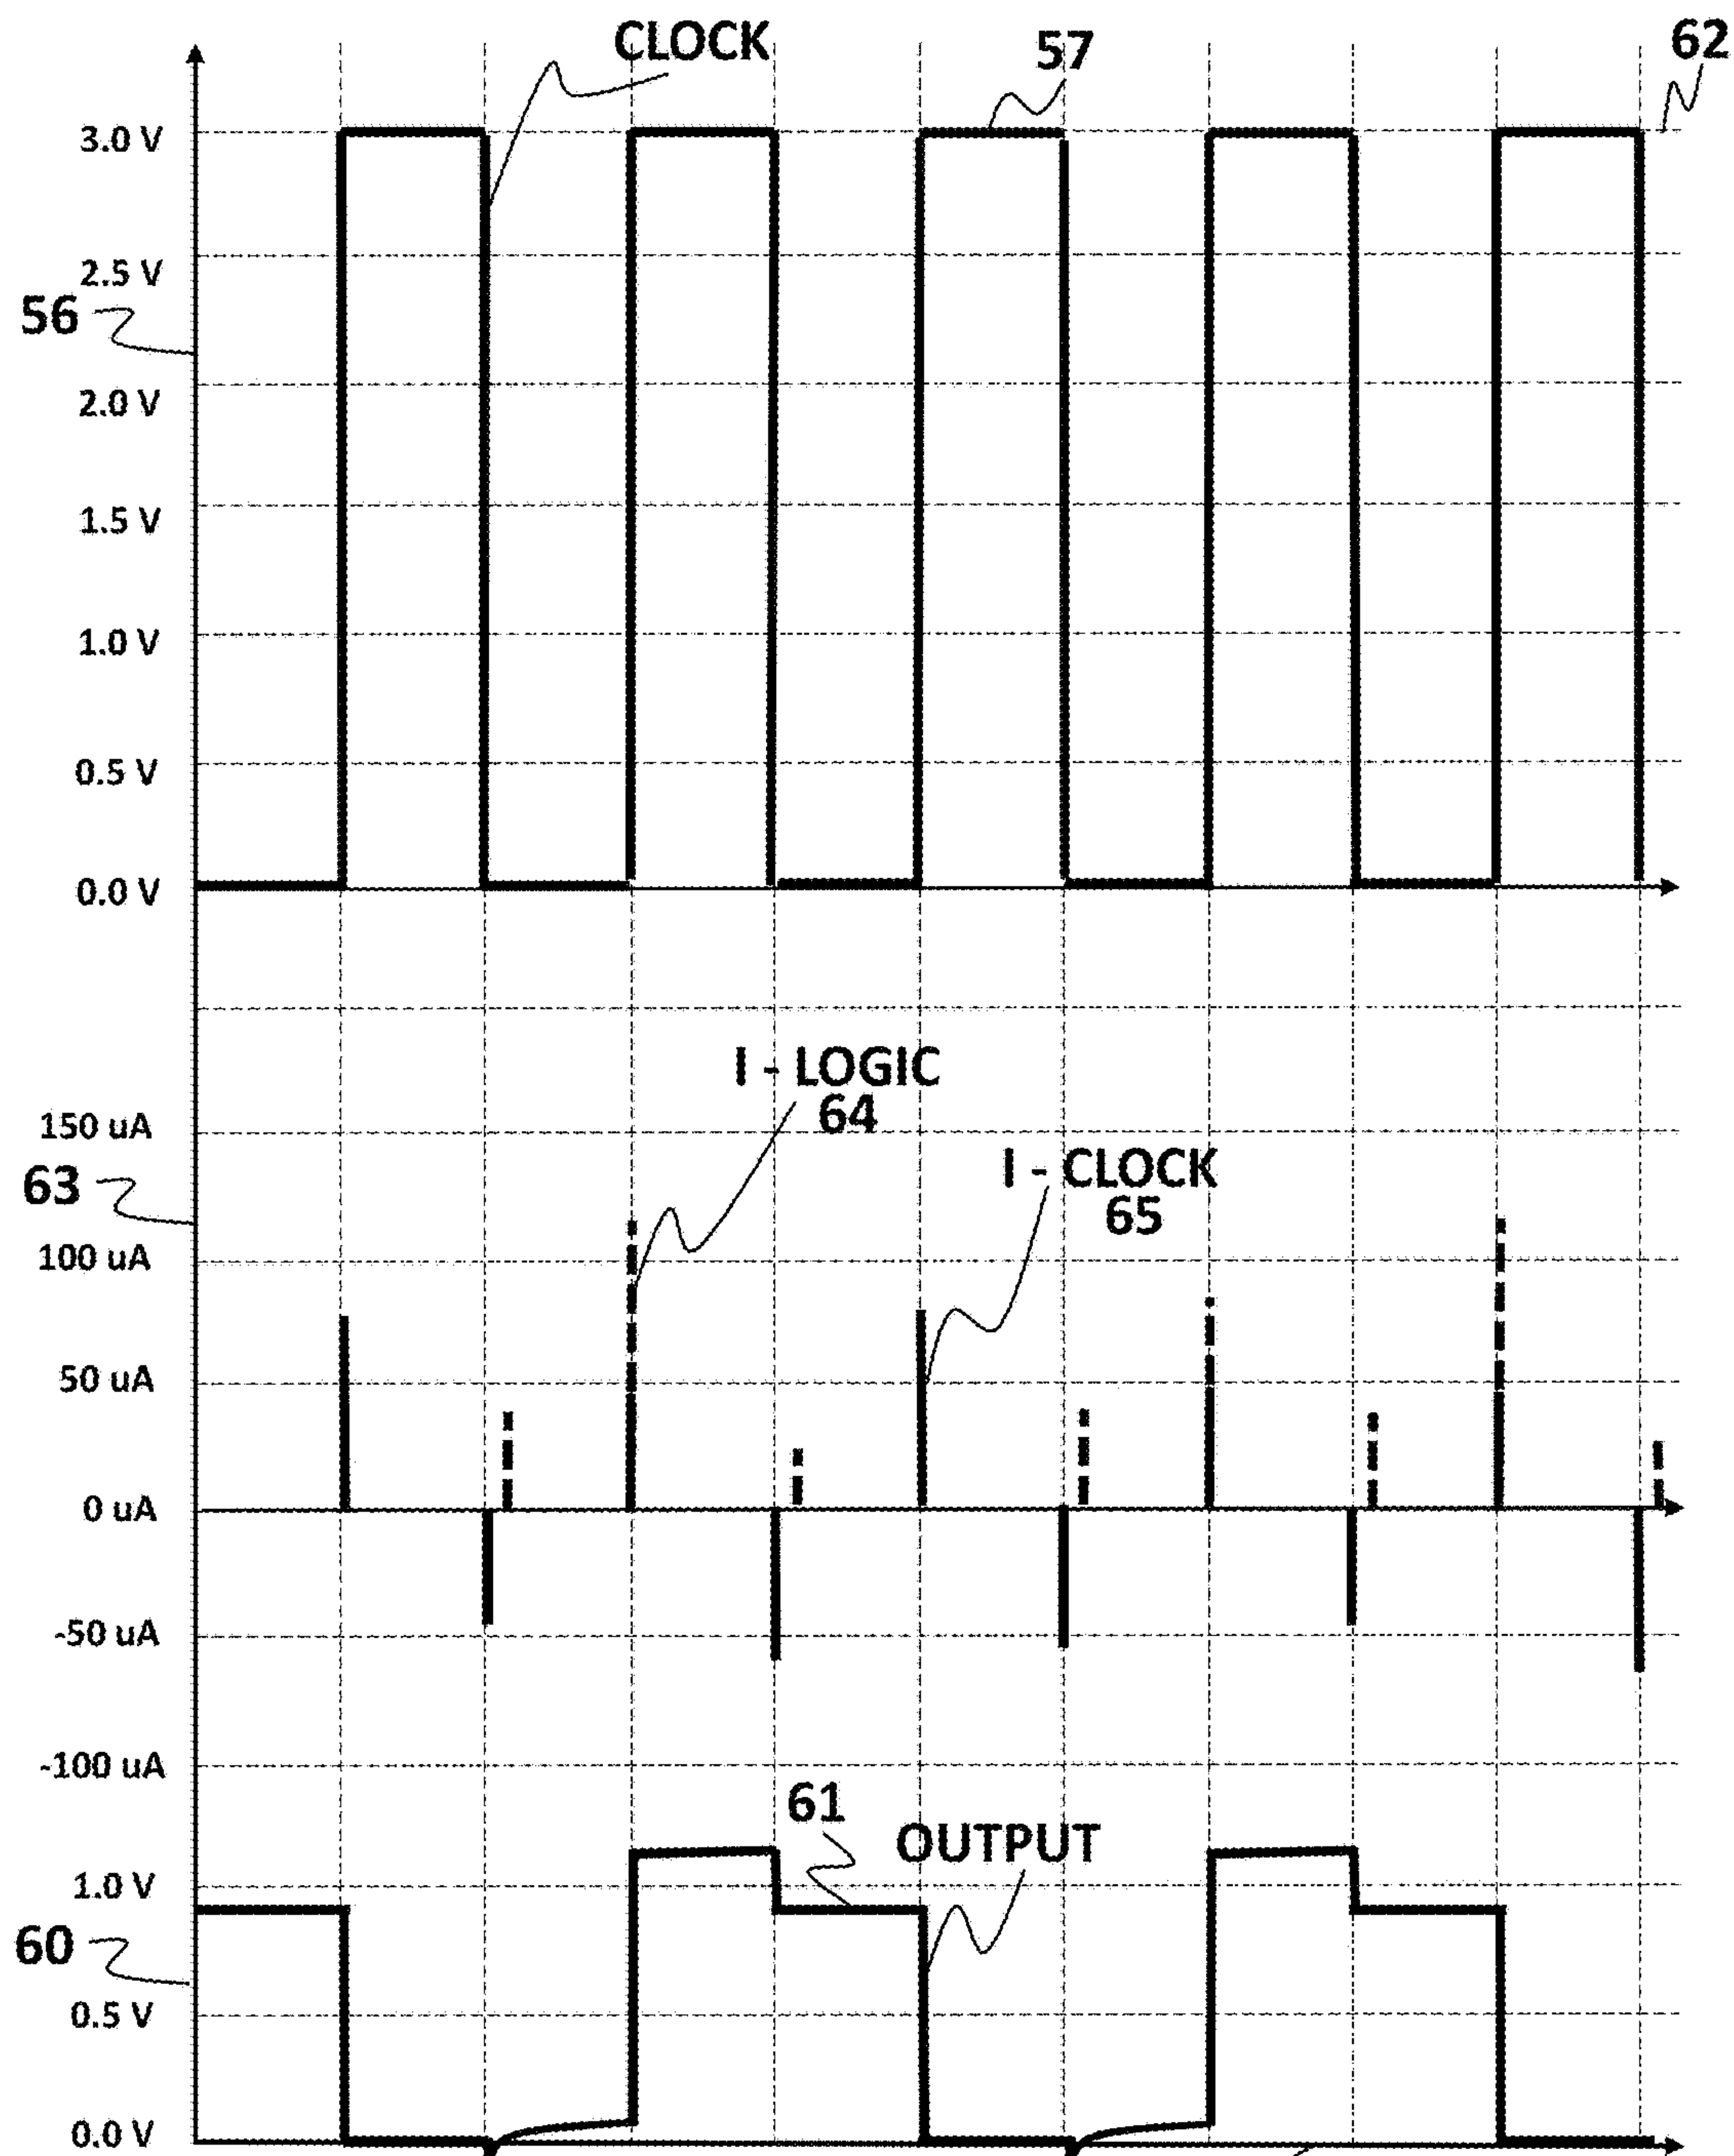 CLOCK
57
62
3.0 V
2.5 V
56
2.0 V
1.5 V
1.0 V
0.5 V
0.0 V
I - LOGIC
64
150 uA
I - CLOCK
65
63
100 uA
50 uA
0 uA
-50 uA
-100 uA
61
OUTPUT
1.0 V
60
0.5 V
0.0 V